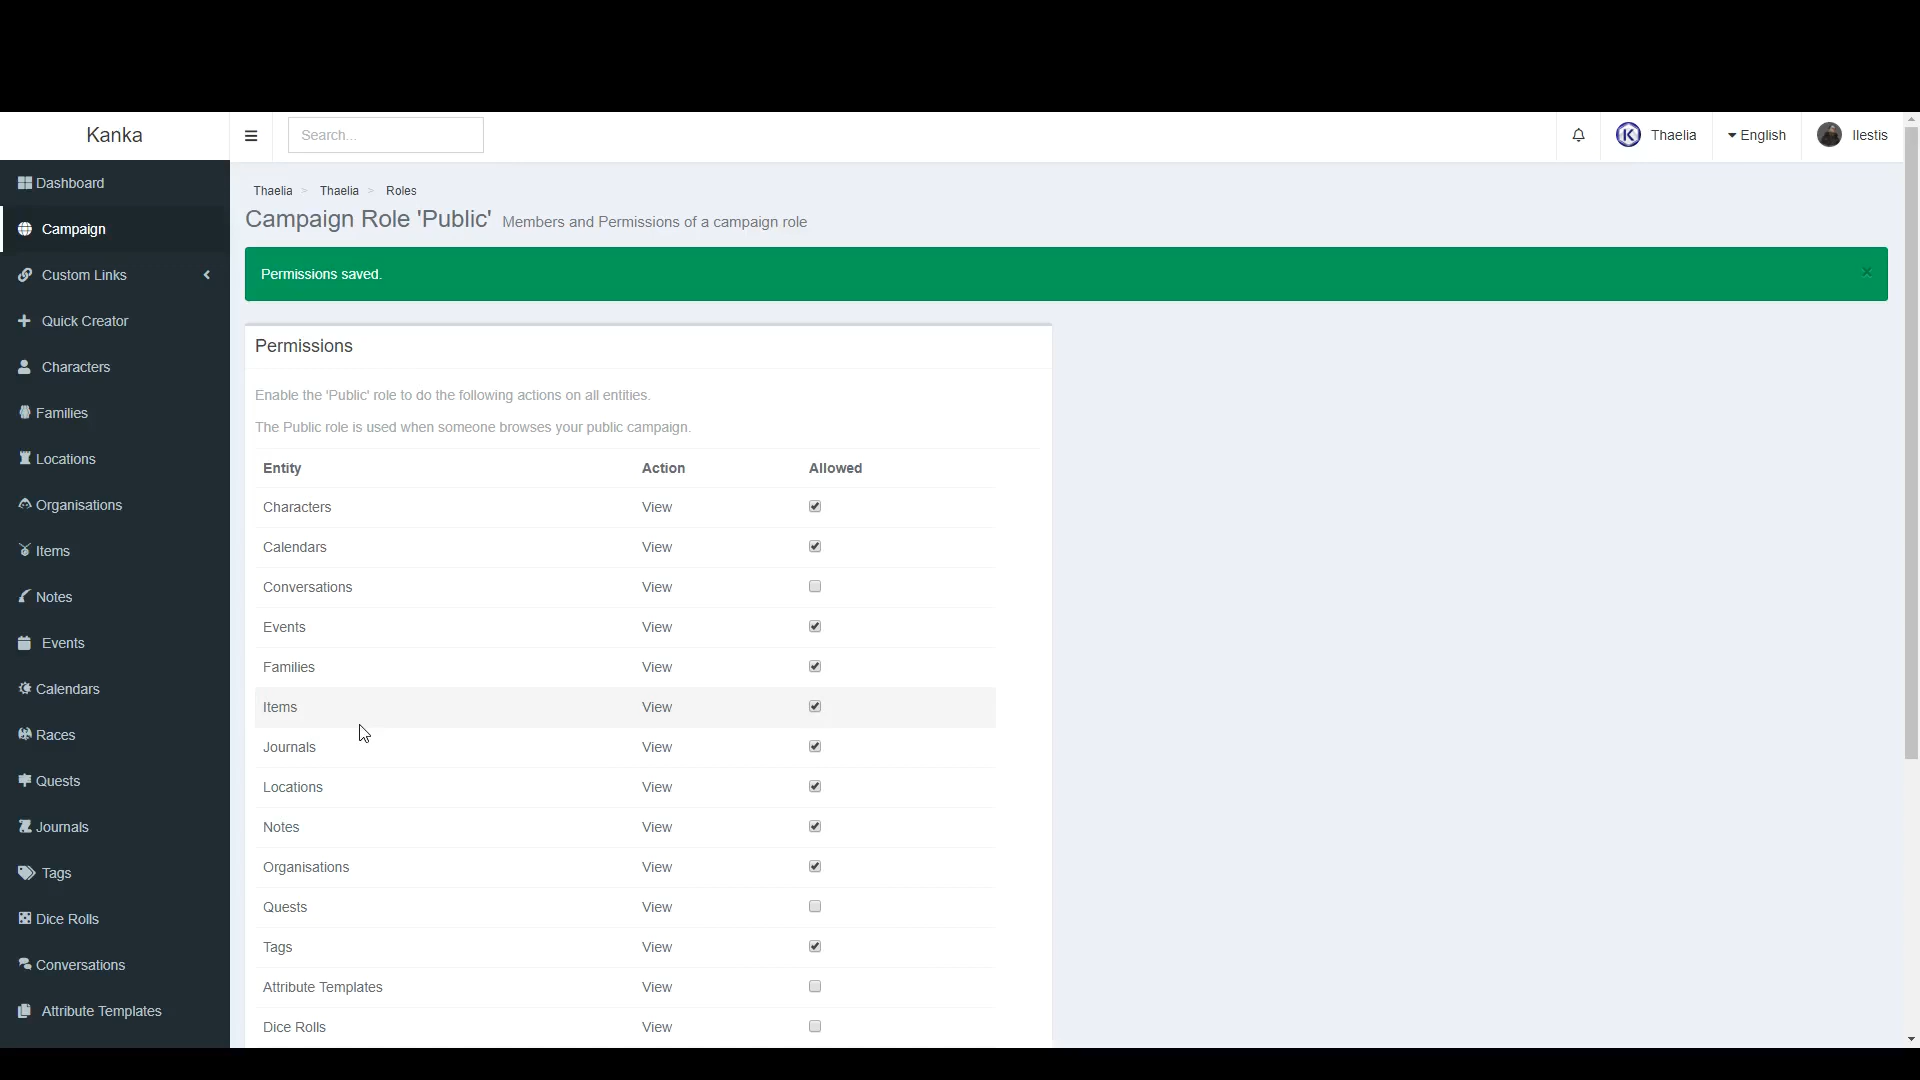 Kanka
Search...
Thaelia
English
Ilestis
Dashboard
Campaign
Custom Links
Quick Creator
Characters
Families
Locations
Organisations
Items
Notes
Events
Calendars
Races
Quests
Journals
Tags
Dice Rolls
Conversations
Attribute Templates
Thaelia > Thaelia > Roles
Campaign Role 'Public' Members and Permissions of a campaign role
Permissions saved. ×
Permissions
Enable the 'Public' role to do the following actions on all entities.
The Public role is used when someone browses your public campaign.
Entity Action Allowed
Characters View
Calendars View
Conversations View
Events View
Families View
Items View
Journals View
Locations View
Notes View
Organisations View
Quests View
Tags View
Attribute Templates View
Dice Rolls View